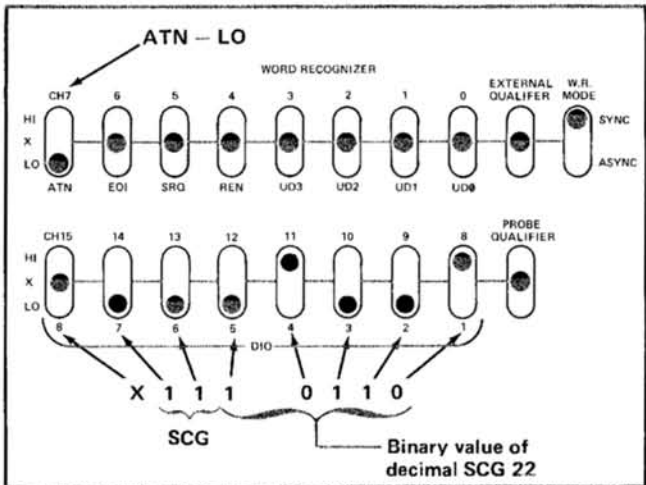 ATN – LO
WORD RECOGNIZER
CH7 6 5 4 3 2 1 0 EXTERNAL QUALIFER W.R. MODE
HI SYNC
X
LO ASYNC
ATN EOI SRQ REN UD3 UD2 UD1 UD0
CH15 14 13 12 11 10 9 8 PROBE QUALIFIER
HI
X
LO
8 7 6 5 4 3 2 1
DIO
X 1 1 1 0 1 1 0
SCG
Binary value of
decimal SCG 22